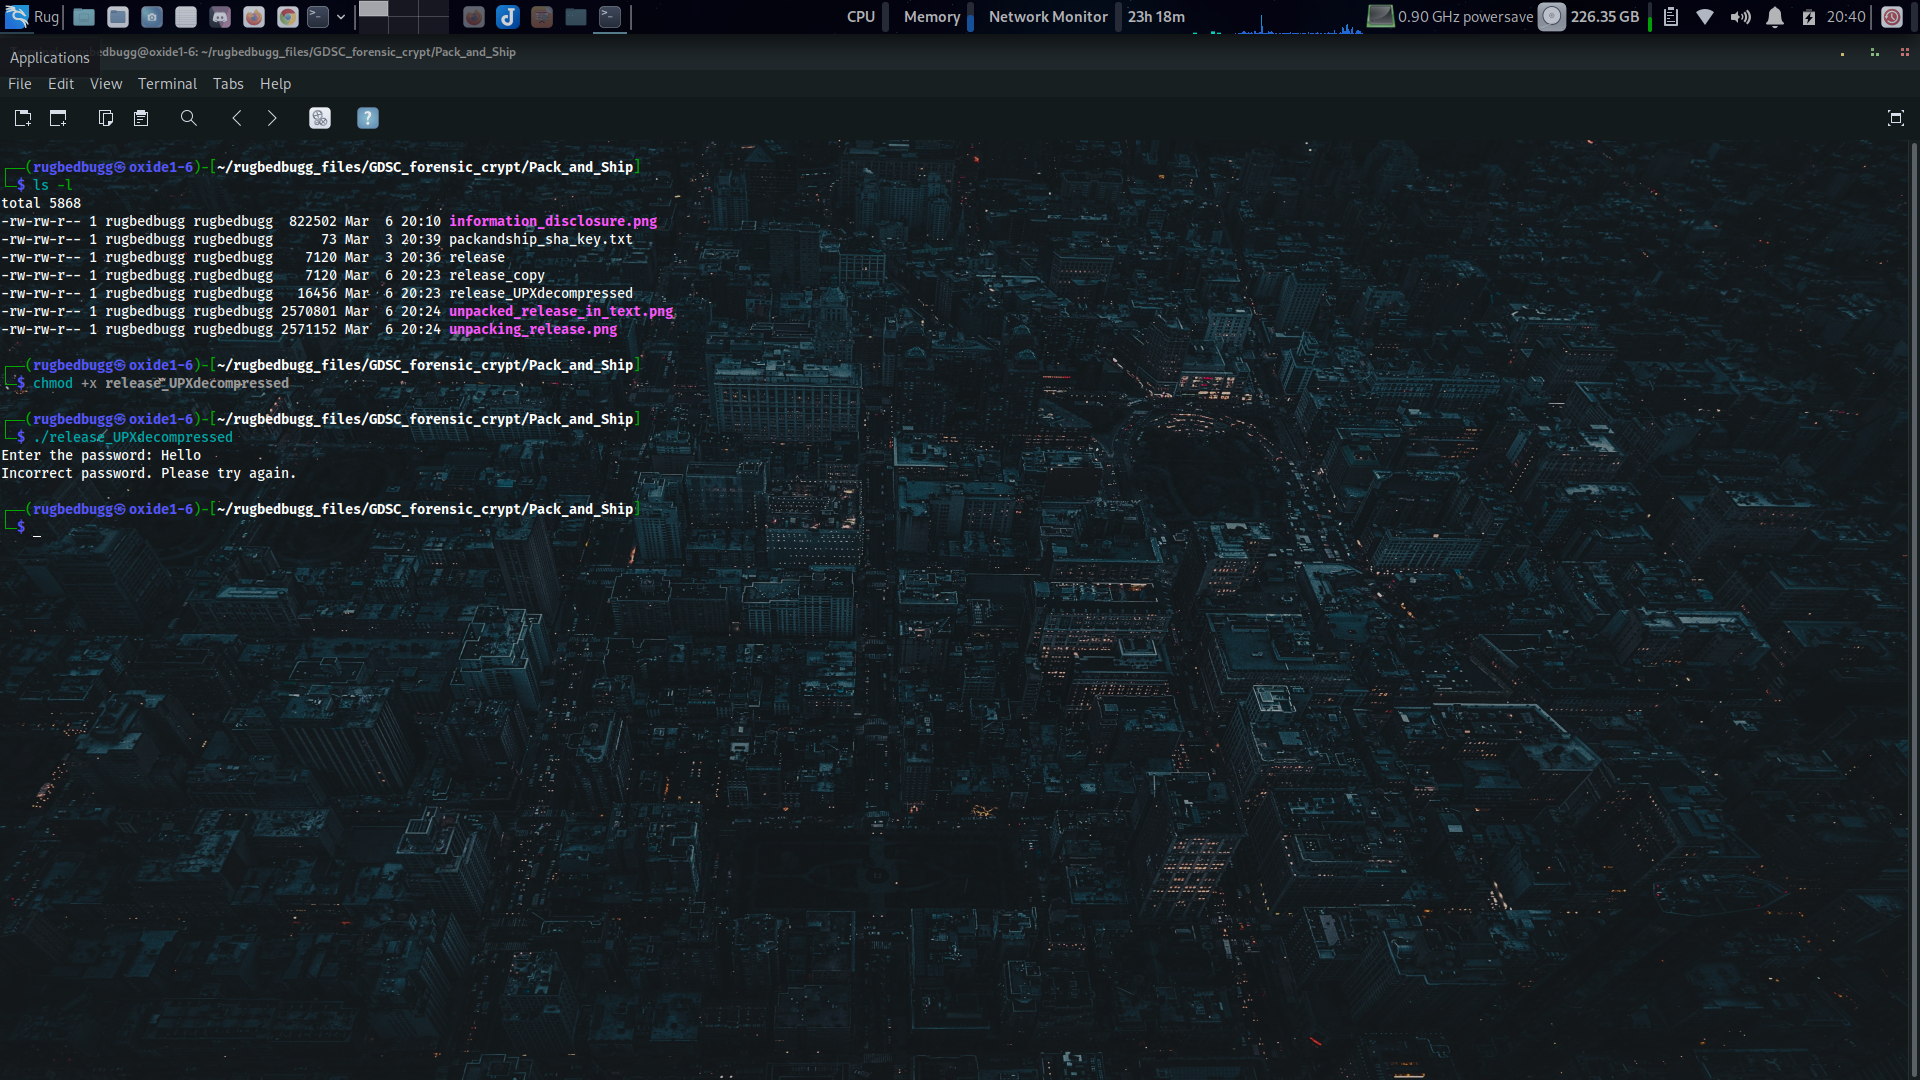 Rug CPU Memory Network Monitor 23h 18m 0.90 GHz powersave 226.35 GB 20:40
Applications
bugg@oxide1-6: ~/rugbedbugg_files/GDSC_forensic_crypt/Pack_and_Ship
File Edit View Terminal Tabs Help
┌──(rugbedbugg㉿oxide1-6)-[~/rugbedbugg_files/GDSC_forensic_crypt/Pack_and_Ship]
└─$ ls -l
total 5868
-rw-rw-r-- 1 rugbedbugg rugbedbugg  822502 Mar  6 20:10 information_disclosure.png
-rw-rw-r-- 1 rugbedbugg rugbedbugg      73 Mar  3 20:39 packandship_sha_key.txt
-rw-rw-r-- 1 rugbedbugg rugbedbugg    7120 Mar  3 20:36 release
-rw-rw-r-- 1 rugbedbugg rugbedbugg    7120 Mar  6 20:23 release_copy
-rw-rw-r-- 1 rugbedbugg rugbedbugg   16456 Mar  6 20:23 release_UPXdecompressed
-rw-rw-r-- 1 rugbedbugg rugbedbugg 2570801 Mar  6 20:24 unpacked_release_in_text.png
-rw-rw-r-- 1 rugbedbugg rugbedbugg 2571152 Mar  6 20:24 unpacking_release.png
┌──(rugbedbugg㉿oxide1-6)-[~/rugbedbugg_files/GDSC_forensic_crypt/Pack_and_Ship]
└─$ chmod +x release_UPXdecompressed
┌──(rugbedbugg㉿oxide1-6)-[~/rugbedbugg_files/GDSC_forensic_crypt/Pack_and_Ship]
└─$ ./release_UPXdecompressed
Enter the password: Hello
Incorrect password. Please try again.
┌──(rugbedbugg㉿oxide1-6)-[~/rugbedbugg_files/GDSC_forensic_crypt/Pack_and_Ship]
└─$ _